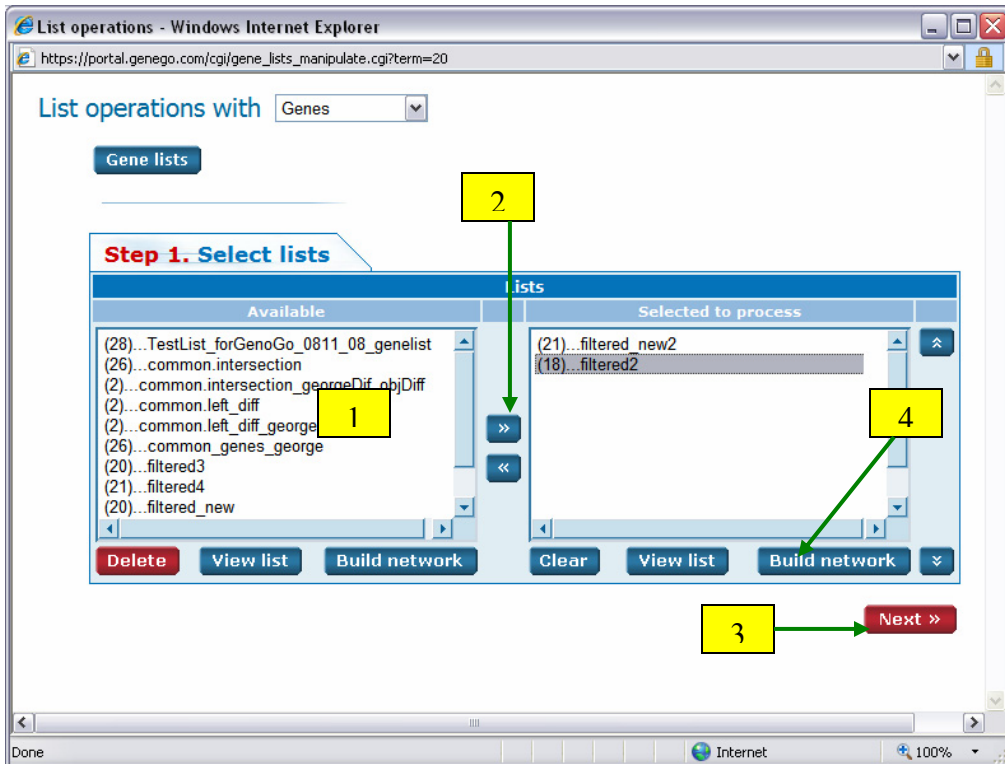 List operations - Windows Internet Explorer
https://portal.genego.com/cgi/gene_lists_manipulate.cgi?term=20
List operations with Genes
Gene lists
2
Step 1. Select lists
Lists
Available
Selected to process
(28)...TestList_forGenoGo_0811_08_genelist
(26)...common.intersection
(2)...common.intersection_georgeDif_objDiff
(2)...common.left_diff
(2)...common.left_diff_george
(26)...common_genes_george
(20)...filtered3
(21)...filtered4
(20)...filtered_new
1
(21)...filtered_new2
(18)...filtered2
4
»
«
Delete
View list
Build network
Clear
View list
Build network
3
Next »
Done
Internet
100%